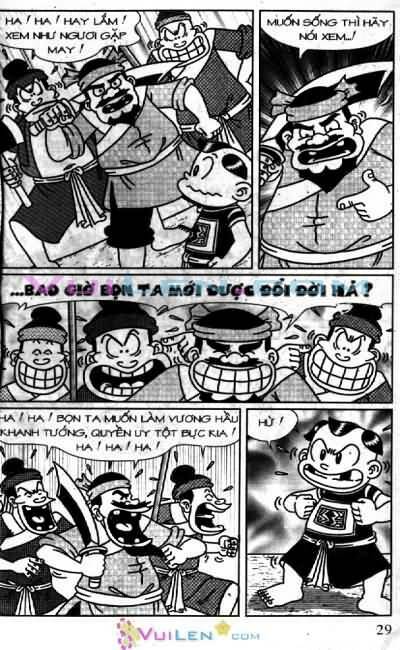 HA! HA! HAY LẮM!
XEM NHƯ NGƯƠI GẶP
MAY!
MUỐN SỐNG THÌ HÃY
NÓI XEM...!
...BAO GIỜ BỌN TA MỚI ĐƯỢC ĐỔI ĐỜI HẢ?
HA! HA! BỌN TA MUỐN LÀM VƯƠNG HẦU
KHANH TƯỚNG, QUYỀN UY TỘT BỰC KIA!
HA! HA! HA!
HỪ!
29
VUILEN.com